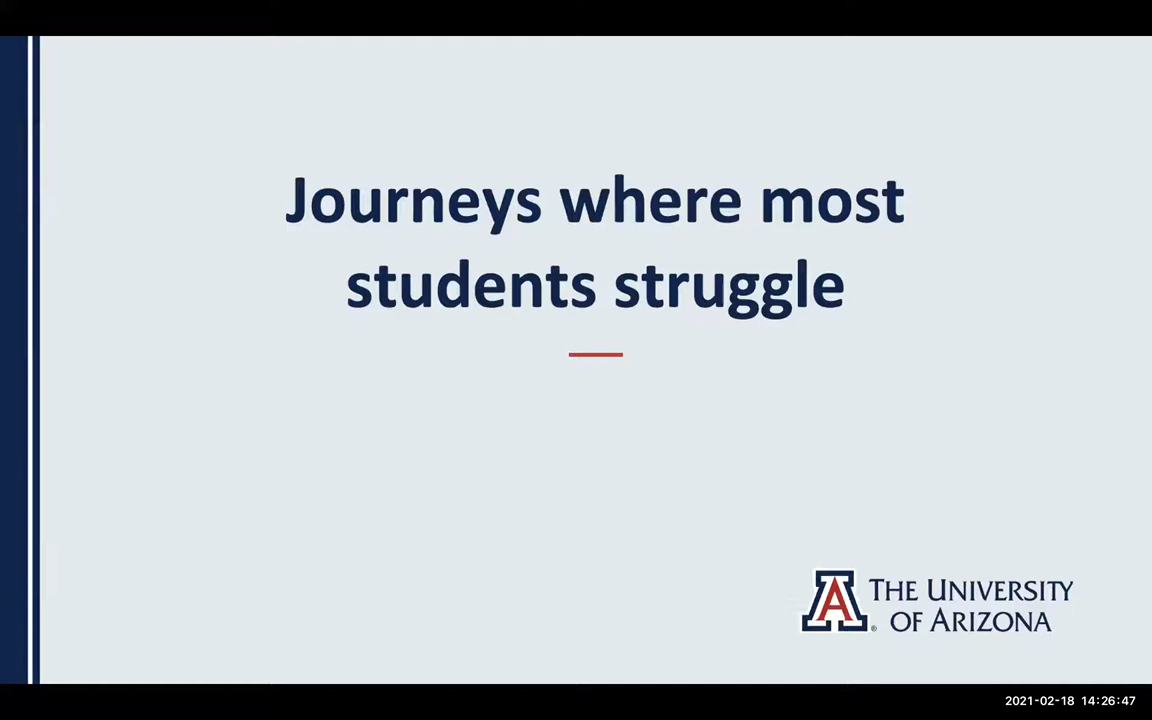 Journeys where most
students struggle
A ® THE UNIVERSITY
OF ARIZONA
2021-02-18 14:26:47